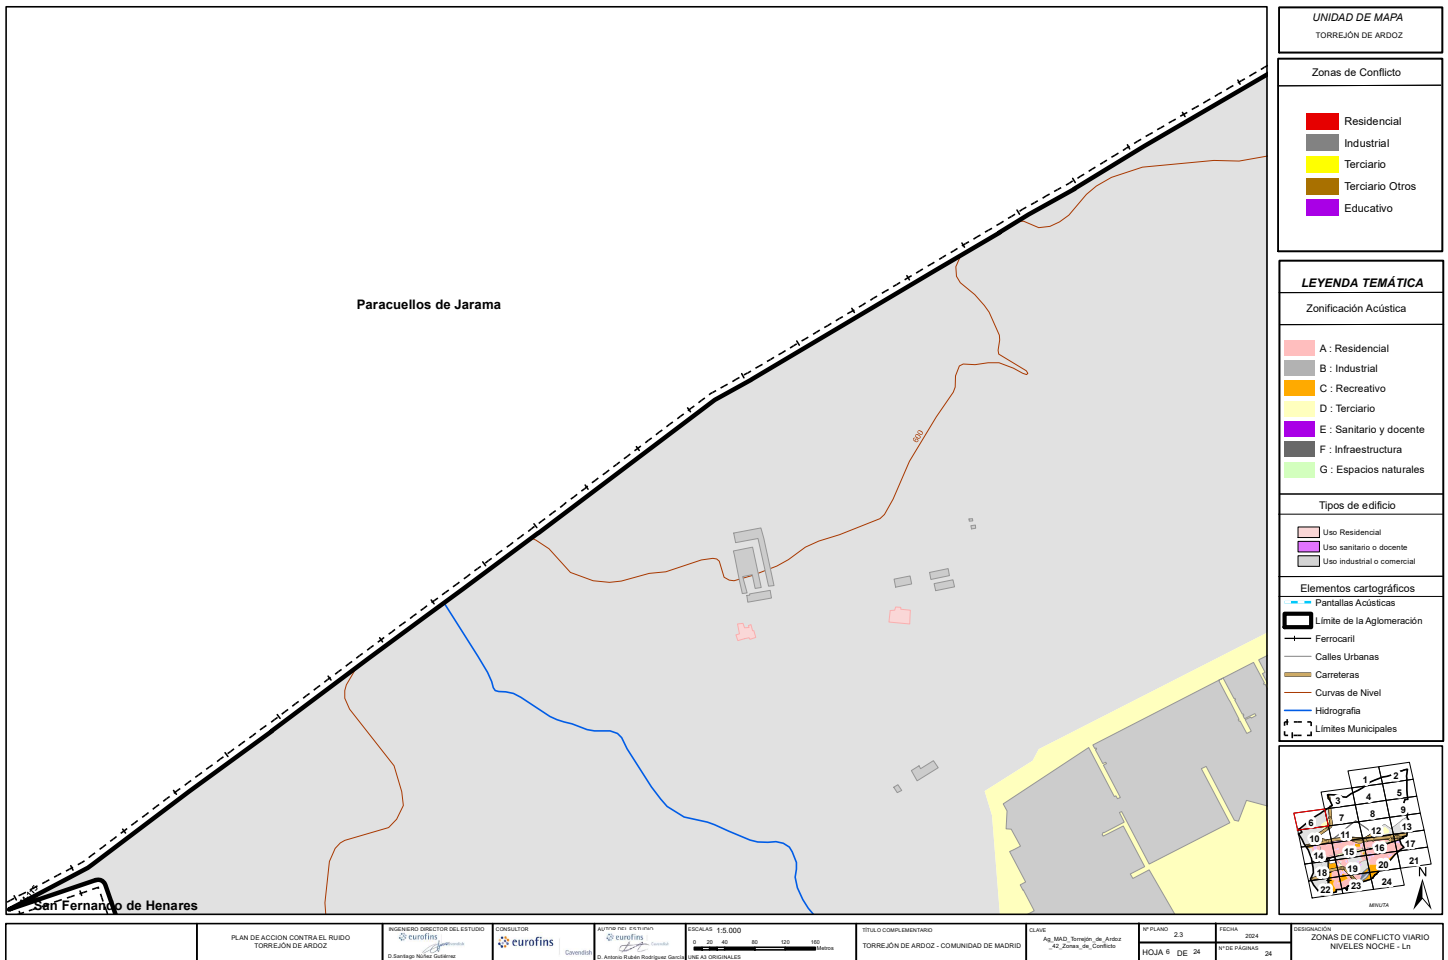 UNIDAD DE MAPA
TORREJÓN DE ARDOZ
Zonas de Conflicto
Residencial
Industrial
Terciario
Terciario Otros
Educativo
LEYENDA TEMÁTICA
Zonificación Acústica
A : Residencial
B : Industrial
C : Recreativo
D : Terciario
E : Sanitario y docente
F : Infraestructura
G : Espacios naturales
Tipos de edificio
Uso Residencial
Uso sanitario o docente
Uso industrial o comercial
Elementos cartográficos
Pantallas Acústicas
Límite de la Aglomeración
Ferrocaril
Calles Urbanas
Carreteras
Curvas de Nivel
Hidrografia
Límites Municipales
1 2
3 4 5
6 7 8 9
10 11 12 13
14 15 16 17
18 19 20 21
22 23 24
N
MINUTA
Paracuellos de Jarama
600
San Fernando de Henares
PLAN DE ACCION CONTRA EL RUIDO
TORREJÓN DE ARDOZ
INGENIERO DIRECTOR DEL ESTUDIO
eurofins
D.Santiago Núñez Gutiérrez
CONSULTOR
eurofins
Cavendish
AUTOR DEL ESTUDIO
eurofins
D. Antonio Rubén Rodríguez García
ESCALAS 1:5.000
0 20 40 80 120 160
Metros
UNE A3 ORIGINALES
TÍTULO COMPLEMENTARIO
TORREJÓN DE ARDOZ - COMUNIDAD DE MADRID
CLAVE
Ag_MAD_Torrejón_de_Ardoz
_42_Zonas_de_Conflicto
Nº PLANO
2.3
HOJA 6 DE 24
FECHA
2024
Nº DE PÁGINAS
24
DESIGNACIÓN
ZONAS DE CONFLICTO VIARIO
NIVELES NOCHE - Ln